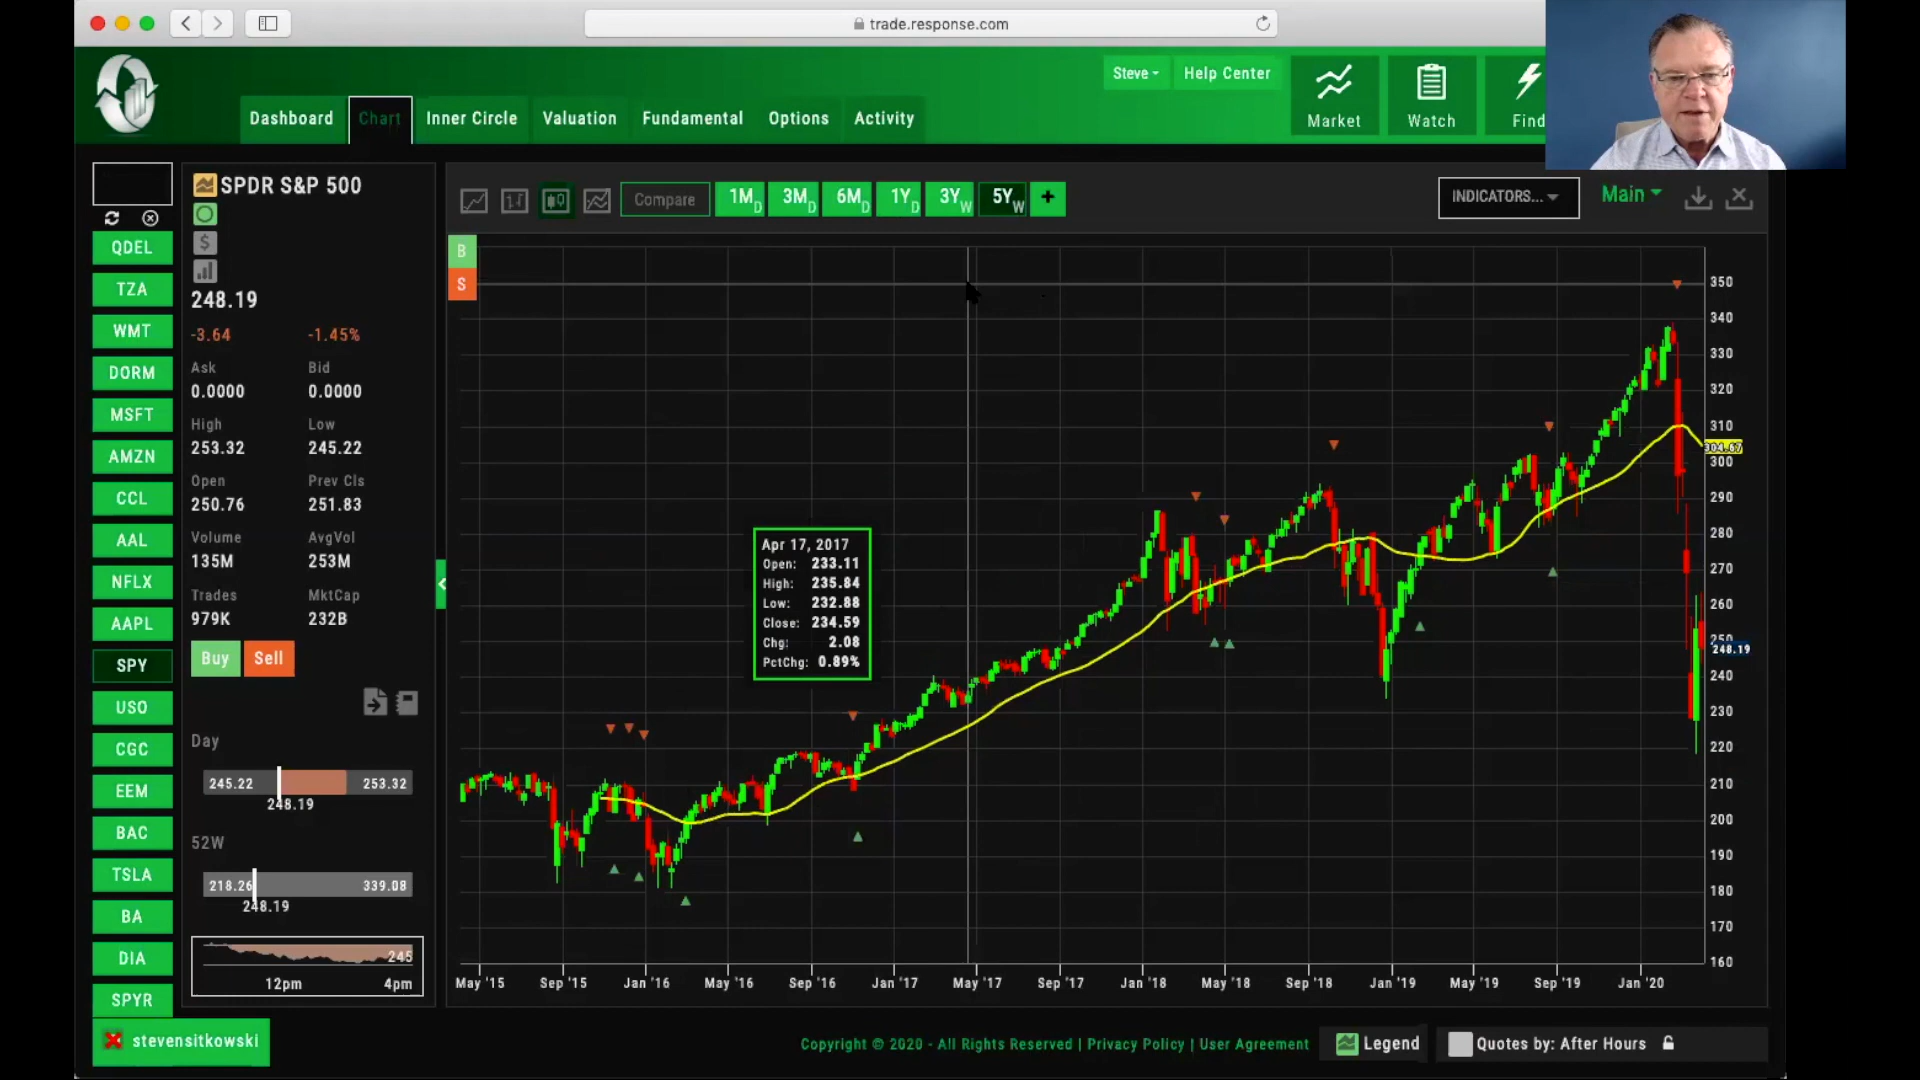 trade.response.com
Steve
Help Center
Market
Watch
Find
Dashboard
Chart
Inner Circle
Valuation
Fundamental
Options
Activity
QDEL
TZA
WMT
DORM
MSFT
AMZN
CCL
AAL
NFLX
AAPL
SPY
USO
CGC
EEM
BAC
TSLA
BA
DIA
SPYR
stevensitkowski
SPDR S&P 500
$
248.19
-3.64 -1.45%
Ask Bid
0.0000 0.0000
High Low
253.32 245.22
Open Prev Cls
250.76 251.83
Volume AvgVol
135M 253M
Trades MktCap
979K 232B
Buy Sell
Day
245.22 253.32
248.19
52W
218.26 339.08
248.19
245
12pm 4pm
Compare
1M D
3M D
6M D
1Y D
3Y W
5Y W
+
INDICATORS...
Main
B
S
Apr 17, 2017
Open: 233.11
High: 235.84
Low: 232.88
Close: 234.59
Chg: 2.08
PctChg: 0.89%
350
340
330
320
310
304.67
300
290
280
270
260
250
248.19
240
230
220
210
200
190
180
170
160
May '15 Sep '15 Jan '16 May '16 Sep '16 Jan '17 May '17 Sep '17 Jan '18 May '18 Sep '18 Jan '19 May '19 Sep '19 Jan '20
Copyright © 2020 - All Rights Reserved | Privacy Policy | User Agreement
Legend
Quotes by: After Hours